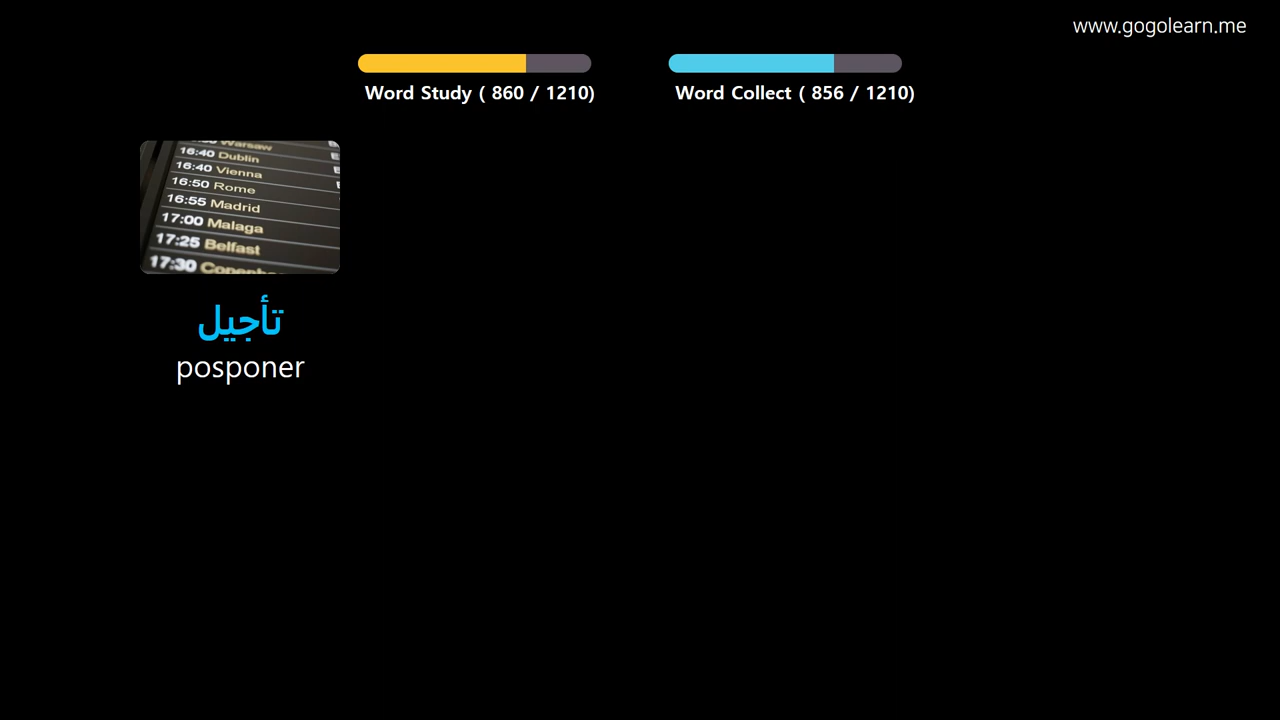 www.gogolearn.me
Word Study ( 860 / 1210)
Word Collect ( 856 / 1210)
Warsaw
16:40 Dublin
16:40 Vienna
16:50 Rome
16:55 Madrid
17:00 Malaga
17:25 Belfast
17:30
تأجيل
posponer